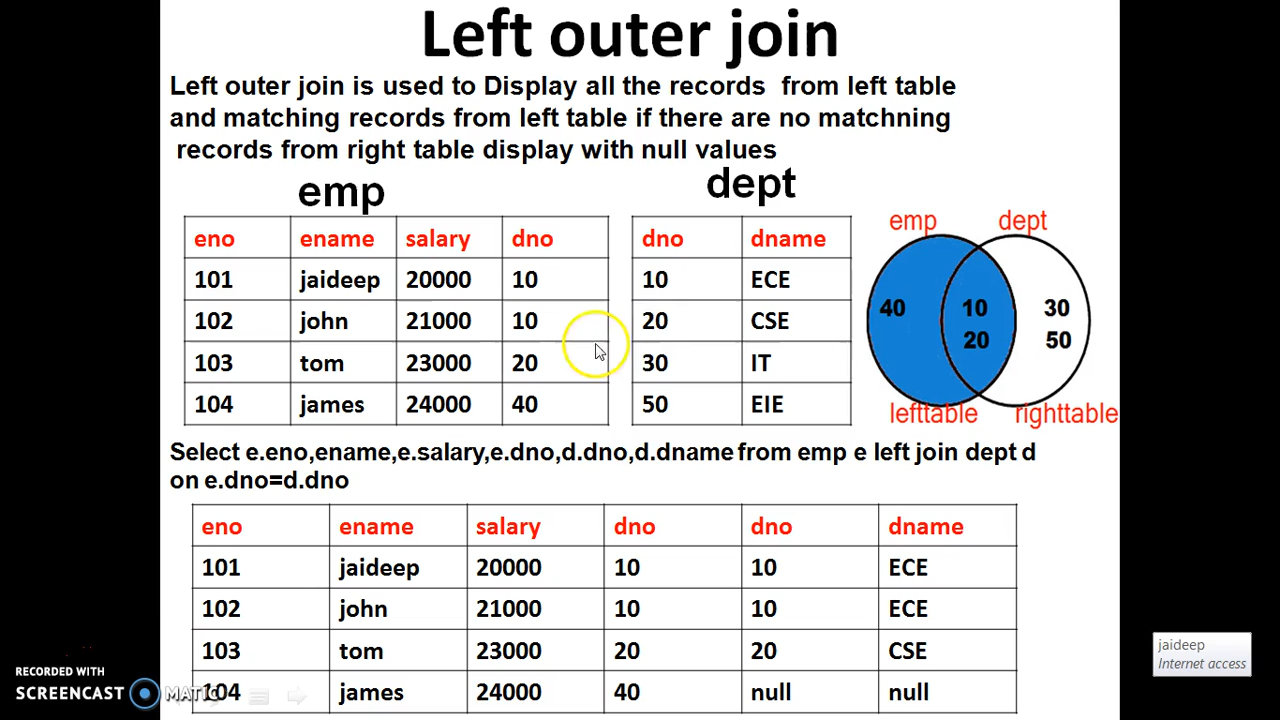 Left outer join
Left outer join is used to Display all the records from left table
and matching records from left table if there are no matchning
records from right table display with null values
emp
dept
eno ename salary dno
101 jaideep 20000 10
102 john 21000 10
103 tom 23000 20
104 james 24000 40
dno dname
10 ECE
20 CSE
30 IT
50 EIE
emp dept
40 10 30
20 50
lefttable righttable
Select e.eno,ename,e.salary,e.dno,d.dno,d.dname from emp e left join dept d
on e.dno=d.dno
eno ename salary dno dno dname
101 jaideep 20000 10 10 ECE
102 john 21000 10 10 ECE
103 tom 23000 20 20 CSE
104 james 24000 40 null null
jaideep
Internet access
RECORDED WITH
SCREENCAST MATIC